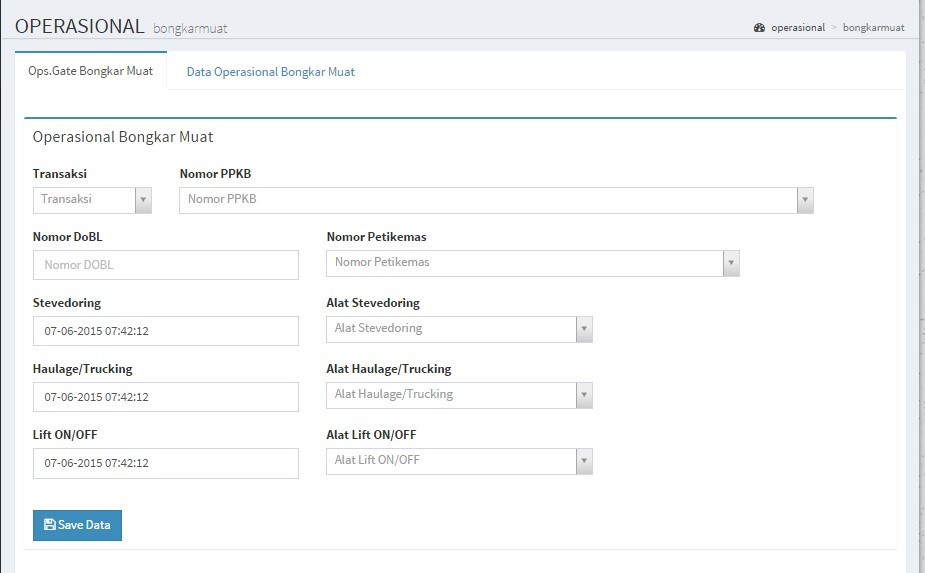 OPERASIONAL bongkarmuat
operasional > bongkarmuat
Ops.Gate Bongkar Muat Data Operasional Bongkar Muat
Operasional Bongkar Muat
Transaksi Nomor PPKB
Transaksi Nomor PPKB
Nomor DoBL Nomor Petikemas
Nomor DOBL Nomor Petikemas
Stevedoring Alat Stevedoring
07-06-2015 07:42:12 Alat Stevedoring
Haulage/Trucking Alat Haulage/Trucking
07-06-2015 07:42:12 Alat Haulage/Trucking
Lift ON/OFF Alat Lift ON/OFF
07-06-2015 07:42:12 Alat Lift ON/OFF
Save Data